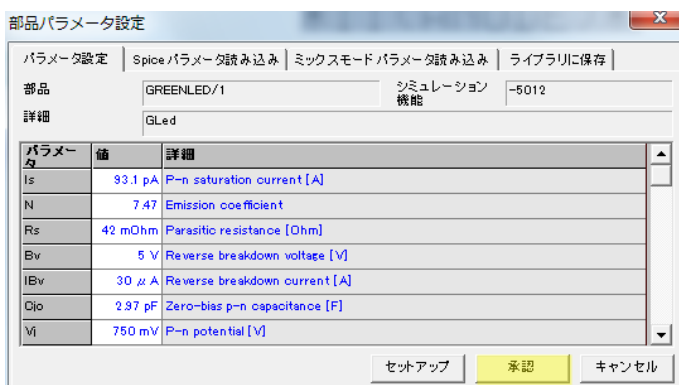 部品パラメータ設定
パラメータ設定 Spiceパラメータ読み込み ミックスモードパラメータ読み込み ライブラリに保存
部品 GREENLED/1 シミュレーション機能 -5012
詳細 GLed
パラメータ 値 詳細
Is 93.1 pA P-n saturation current [A]
N 7.47 Emission coefficient
Rs 42 mOhm Parasitic resistance [Ohm]
Bv 5 V Reverse breakdown voltage [V]
IBv 30 μA Reverse breakdown current [A]
Cjo 2.97 pF Zero-bias p-n capacitance [F]
Vj 750 mV P-n potential [V]
セットアップ 承認 キャンセル